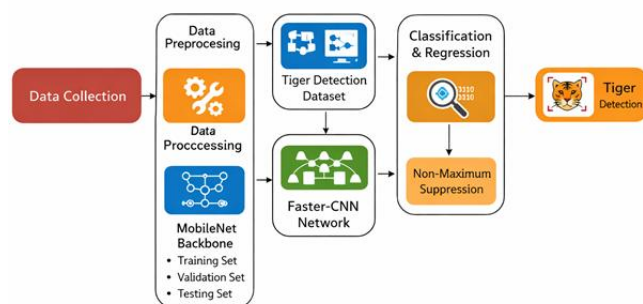 Data Collection
Data
Preprocesing
Data
Procccessing
MobileNet
Backbone
• Training Set
• Validation Set
• Testing Set
Tiger Detection
Dataset
Faster-CNN
Network
Classification
& Regression
Non-Maximum
Suppression
Tiger
Detection